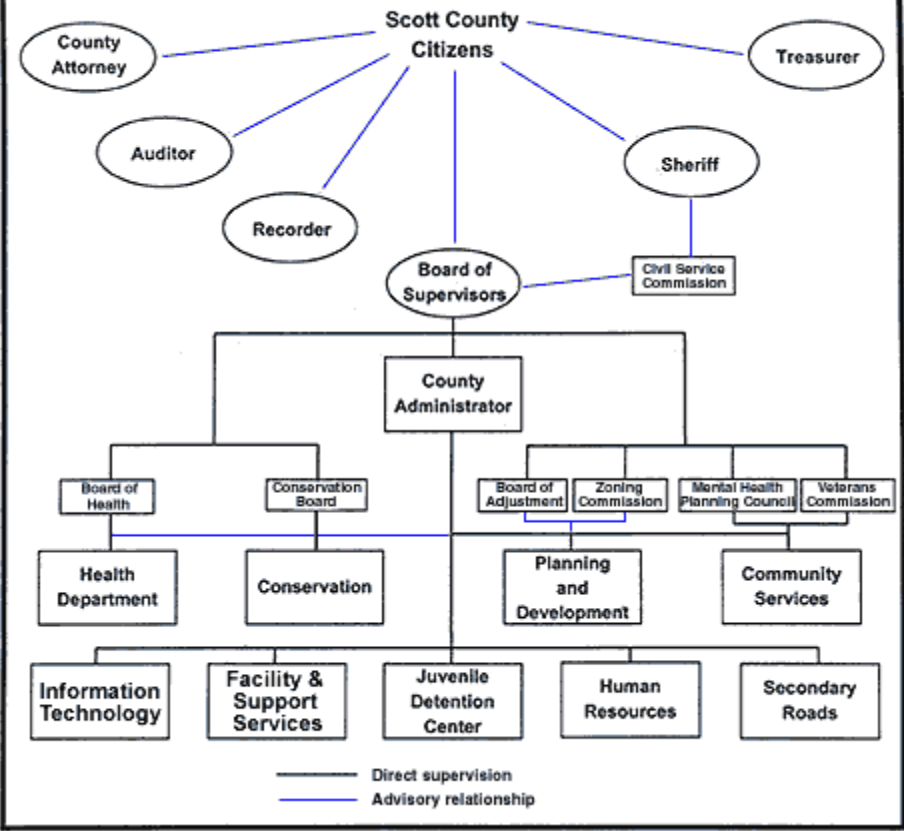 Scott County
Citizens
County
Attorney
Treasurer
Auditor
Sheriff
Recorder
Board of
Supervisors
Civil Service
Commission
County
Administrator
Board of
Health
Conservation
Board
Board of
Adjustment
Zoning
Commission
Mental Health
Planning Council
Veterans
Commission
Health
Department
Conservation
Planning
and
Development
Community
Services
Information
Technology
Facility &
Support
Services
Juvenile
Detention
Center
Human
Resources
Secondary
Roads
Direct supervision
Advisory relationship